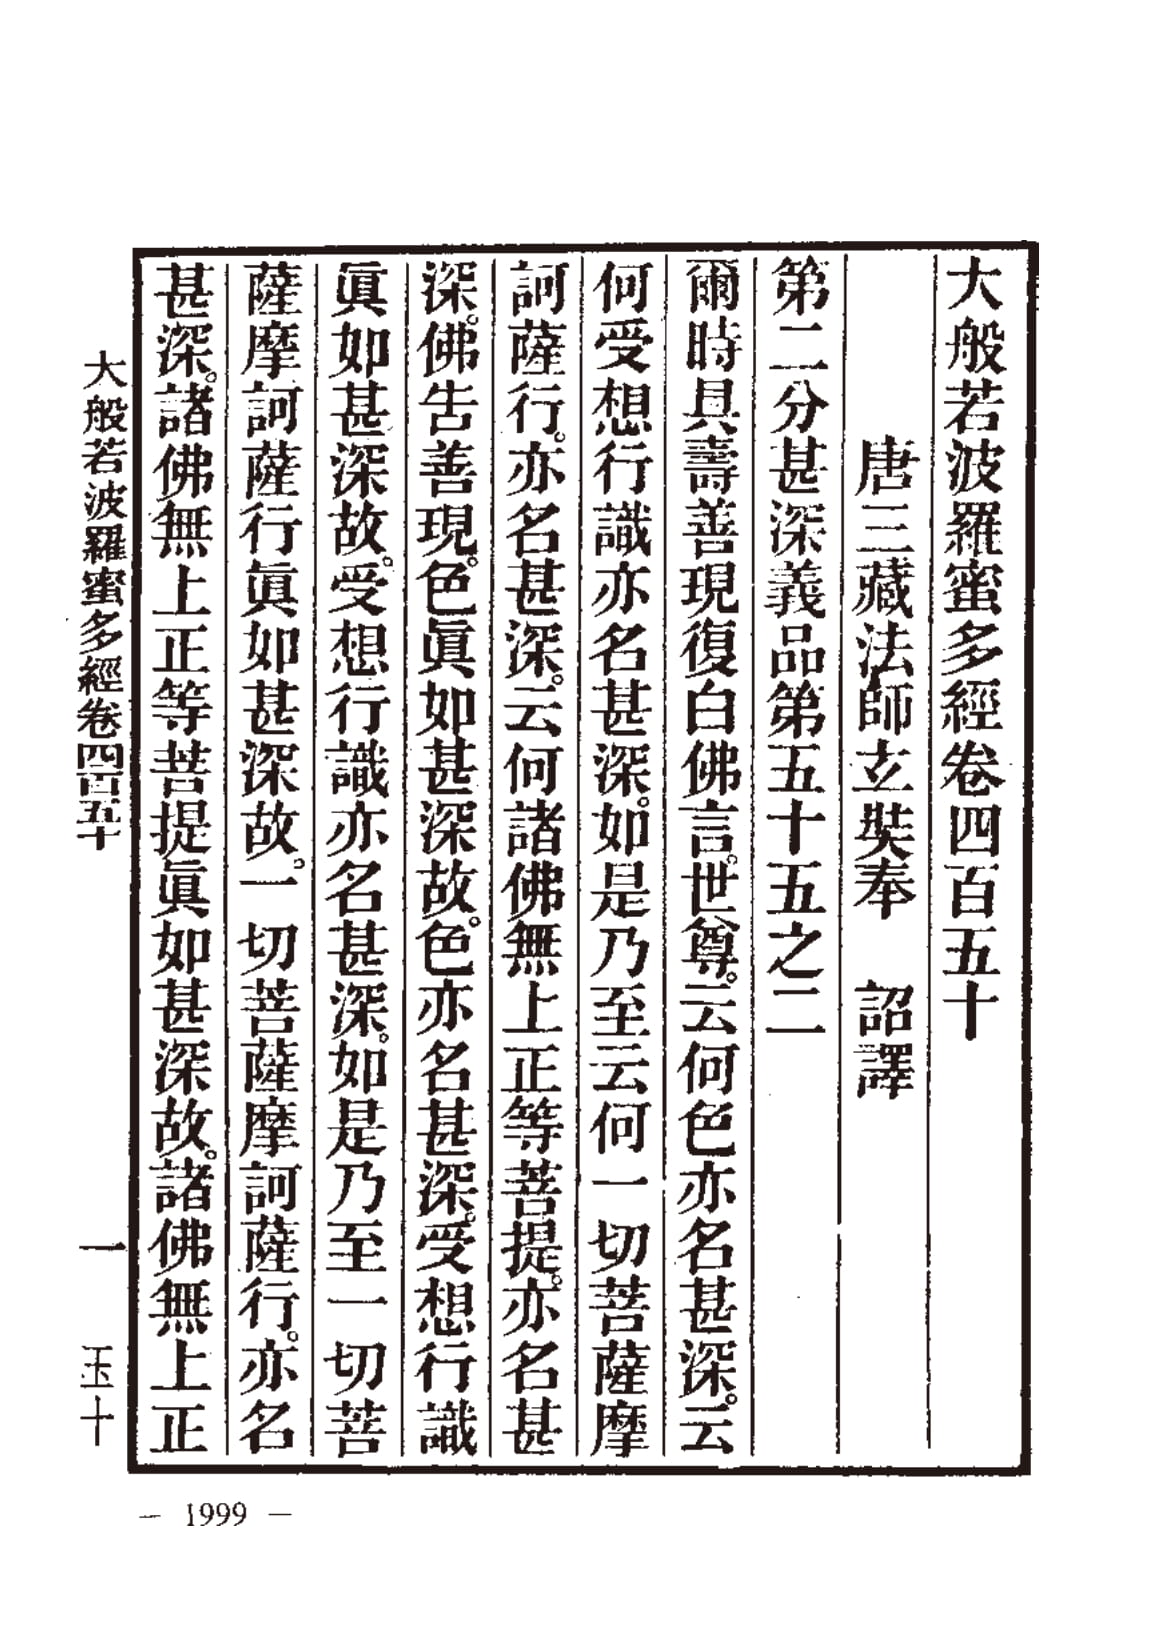 大般若波羅蜜多經卷四百五十
唐三藏法師玄奘奉　詔譯
第二分甚深義品第五十五之二
爾時具壽善現復白佛言。世尊。云何色亦名甚深。云
何受想行識亦名甚深。如是乃至云何一切菩薩摩
訶薩行。亦名甚深。云何諸佛無上正等菩提。亦名甚
深。佛告善現。色眞如甚深故。色亦名甚深。受想行識
眞如甚深故。受想行識亦名甚深。如是乃至一切菩
薩摩訶薩行眞如甚深故。一切菩薩摩訶薩行。亦名
甚深。諸佛無上正等菩提眞如甚深故。諸佛無上正
大般若波羅蜜多經卷四百五十　一　玉十
— 1999 —